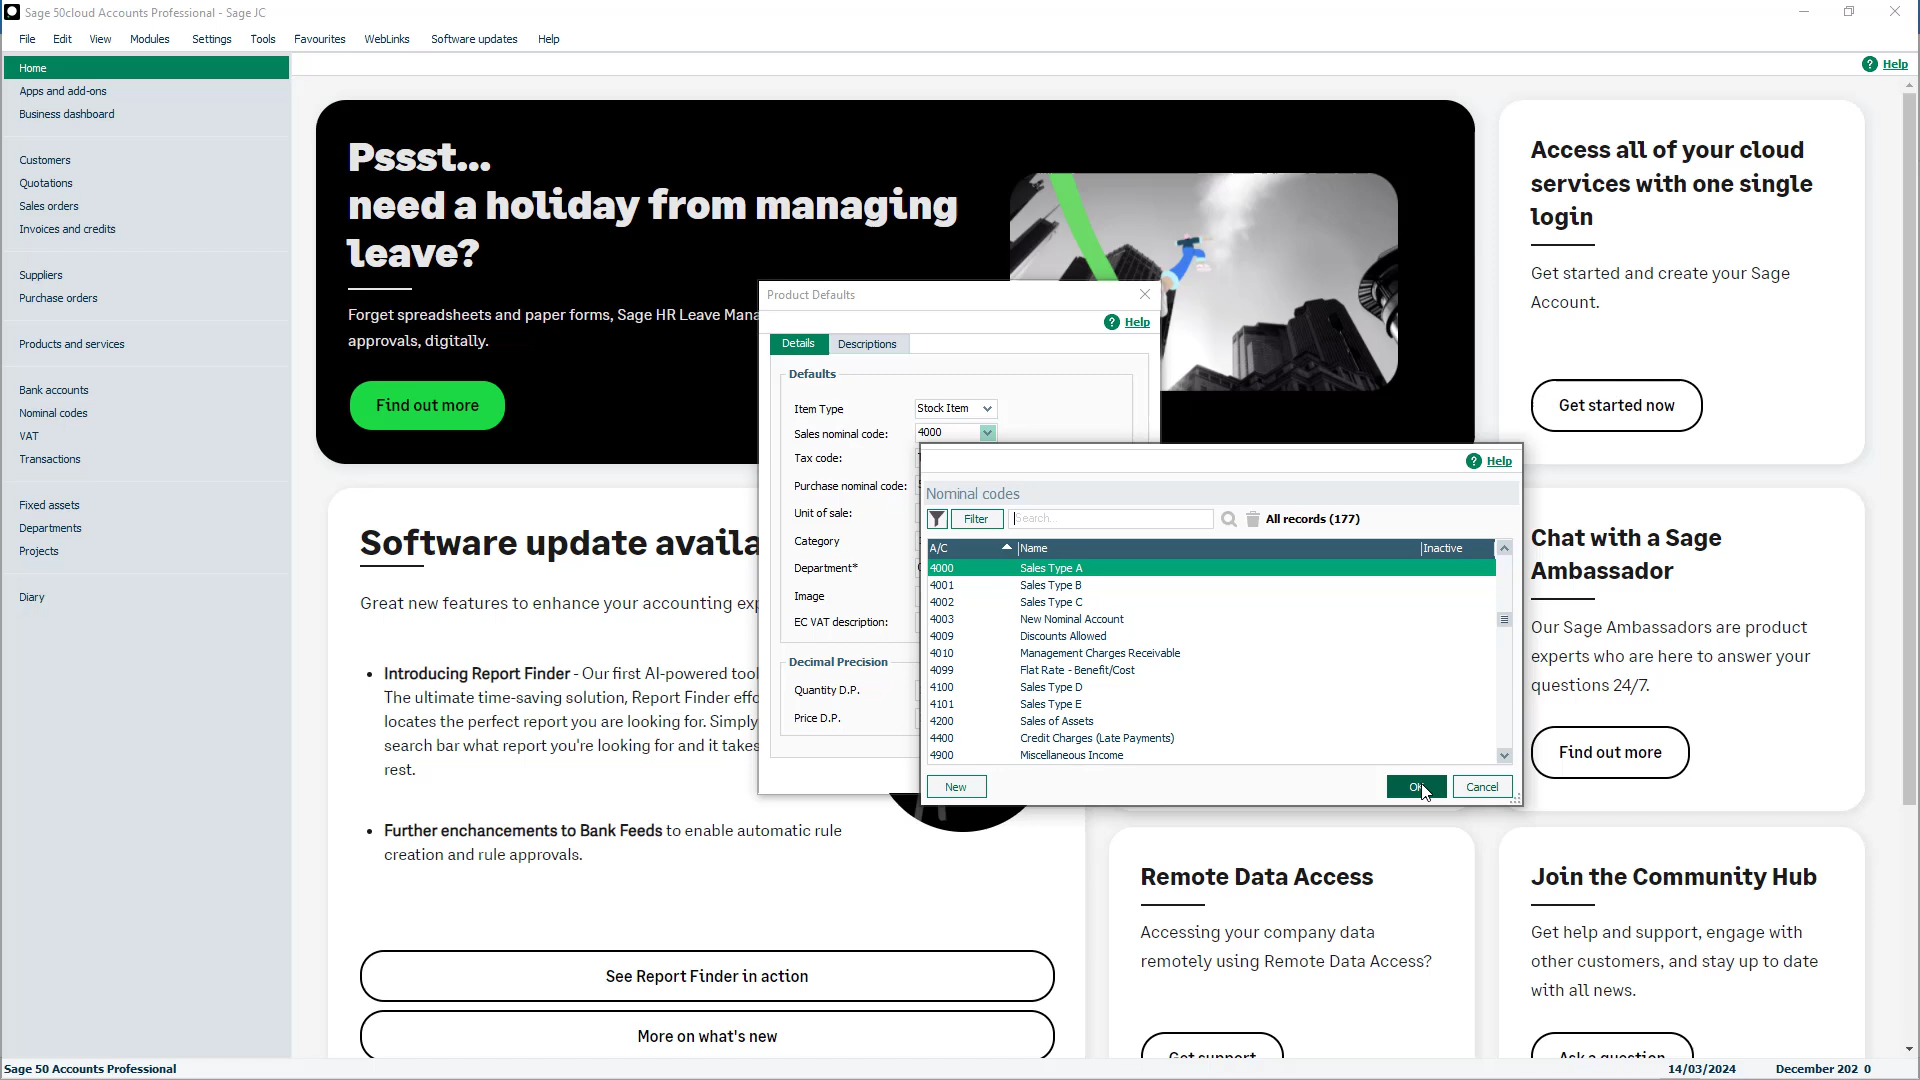 Sage 50cloud Accounts Professional - Sage JC
File Edit View Modules Settings Tools Favourites WebLinks Software updates Help
Home
Help
Apps and add-ons
Business dashboard
Customers
Quotations
Sales orders
Invoices and credits
Suppliers
Purchase orders
Products and services
Bank accounts
Nominal codes
VAT
Transactions
Fixed assets
Departments
Projects
Diary
Pssst...
need a holiday from managing
leave?
Forget spreadsheets and paper forms, Sage HR Leave
approvals, digitally.
Find out more
Access all of your cloud
services with one single
login
Get started and create your Sage
Account.
Get started now
Product Defaults
Help
Details Descriptions
Defaults
Item Type Stock Item
Sales nominal code: 4000
Tax code:
Purchase nominal code:
Unit of sale:
Category
Department*
Image
EC VAT description:
Decimal Precision
Quantity D.P.
Price D.P.
Help
Nominal codes
Filter Search... All records (177)
A/C Name Inactive
4000 Sales Type A
4001 Sales Type B
4002 Sales Type C
4003 New Nominal Account
4009 Discounts Allowed
4010 Management Charges Receivable
4099 Flat Rate - Benefit/Cost
4100 Sales Type D
4101 Sales Type E
4200 Sales of Assets
4400 Credit Charges (Late Payments)
4900 Miscellaneous Income
New OK Cancel
Software update
Great new features to enhance your accounting
• Introducing Report Finder - Our first AI-powered
The ultimate time-saving solution, Report Finder
locates the perfect report you are looking for. Simply
search bar what report you're looking for and it takes
rest.
• Further enchancements to Bank Feeds to enable automatic rule
creation and rule approvals.
See Report Finder in action
More on what's new
Chat with a Sage
Ambassador
Our Sage Ambassadors are product
experts who are here to answer your
questions 24/7.
Find out more
Remote Data Access
Accessing your company data
remotely using Remote Data Access?
Get support
Join the Community Hub
Get help and support, engage with
other customers, and stay up to date
with all news.
Ask a question
Sage 50 Accounts Professional
14/03/2024 December 202 0